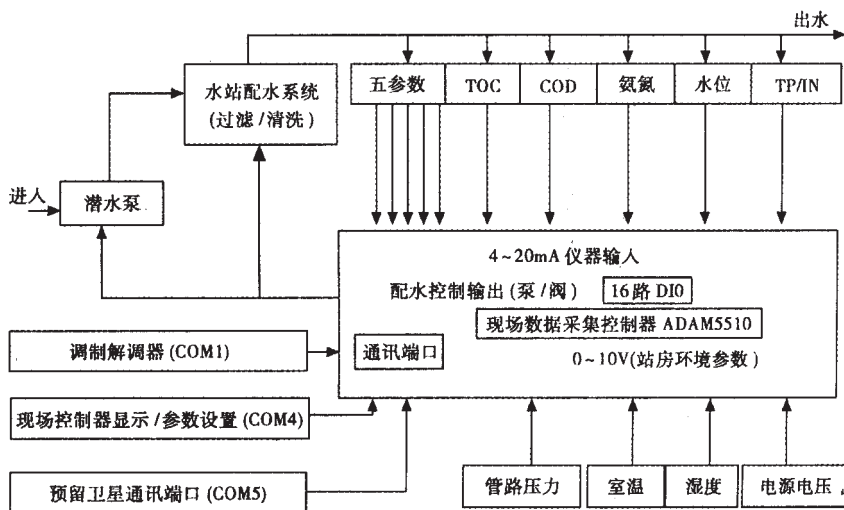 出水
水站配水系统
(过滤/清洗)
五参数
TOC
COD
氨氮
水位
TP/IN
进入
潜水泵
4~20mA 仪器输入
配水控制输出(泵/阀)
16路 DI0
现场数据采集控制器 ADAM5510
通讯端口
0~10V(站房环境参数)
调制解调器(COM1)
现场控制器显示/参数设置(COM4)
预留卫星通讯端口(COM5)
管路压力
室温
湿度
电源电压